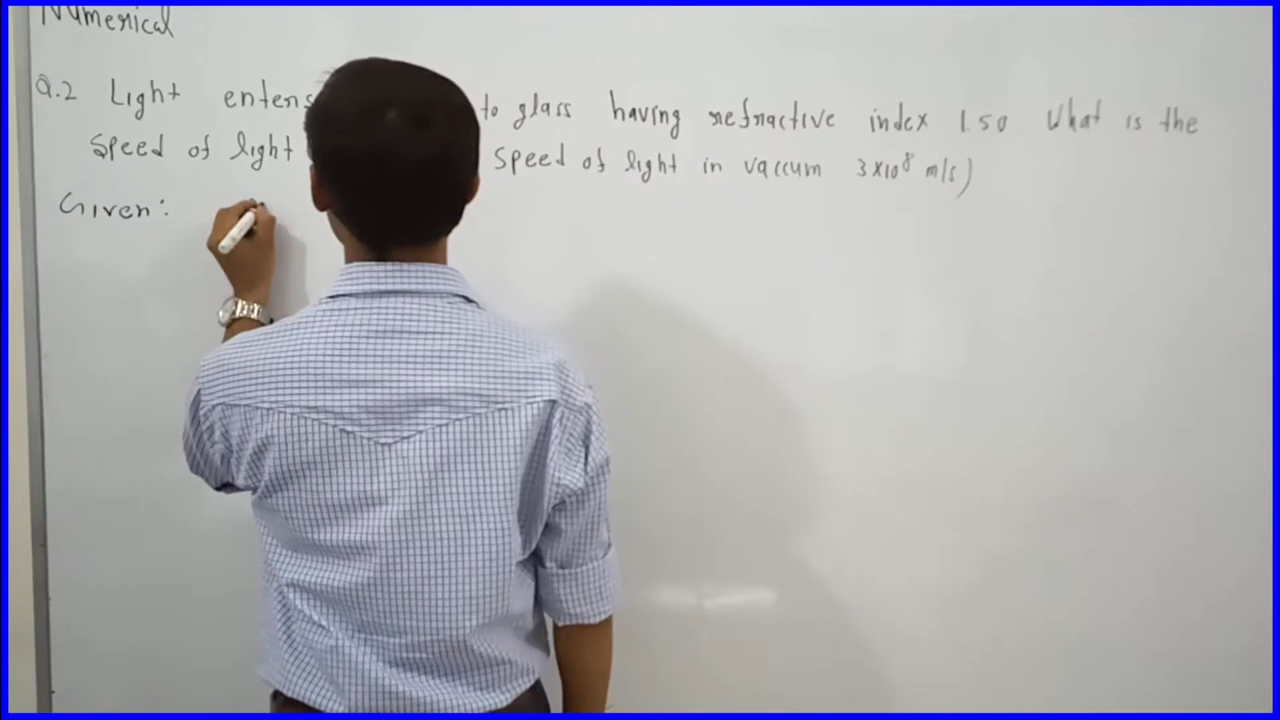 Numerical
Q.2 Light enters to glass having refractive index 1.50 What is the
speed of light speed of light in vaccum 3x10⁸ m/s)
Given: